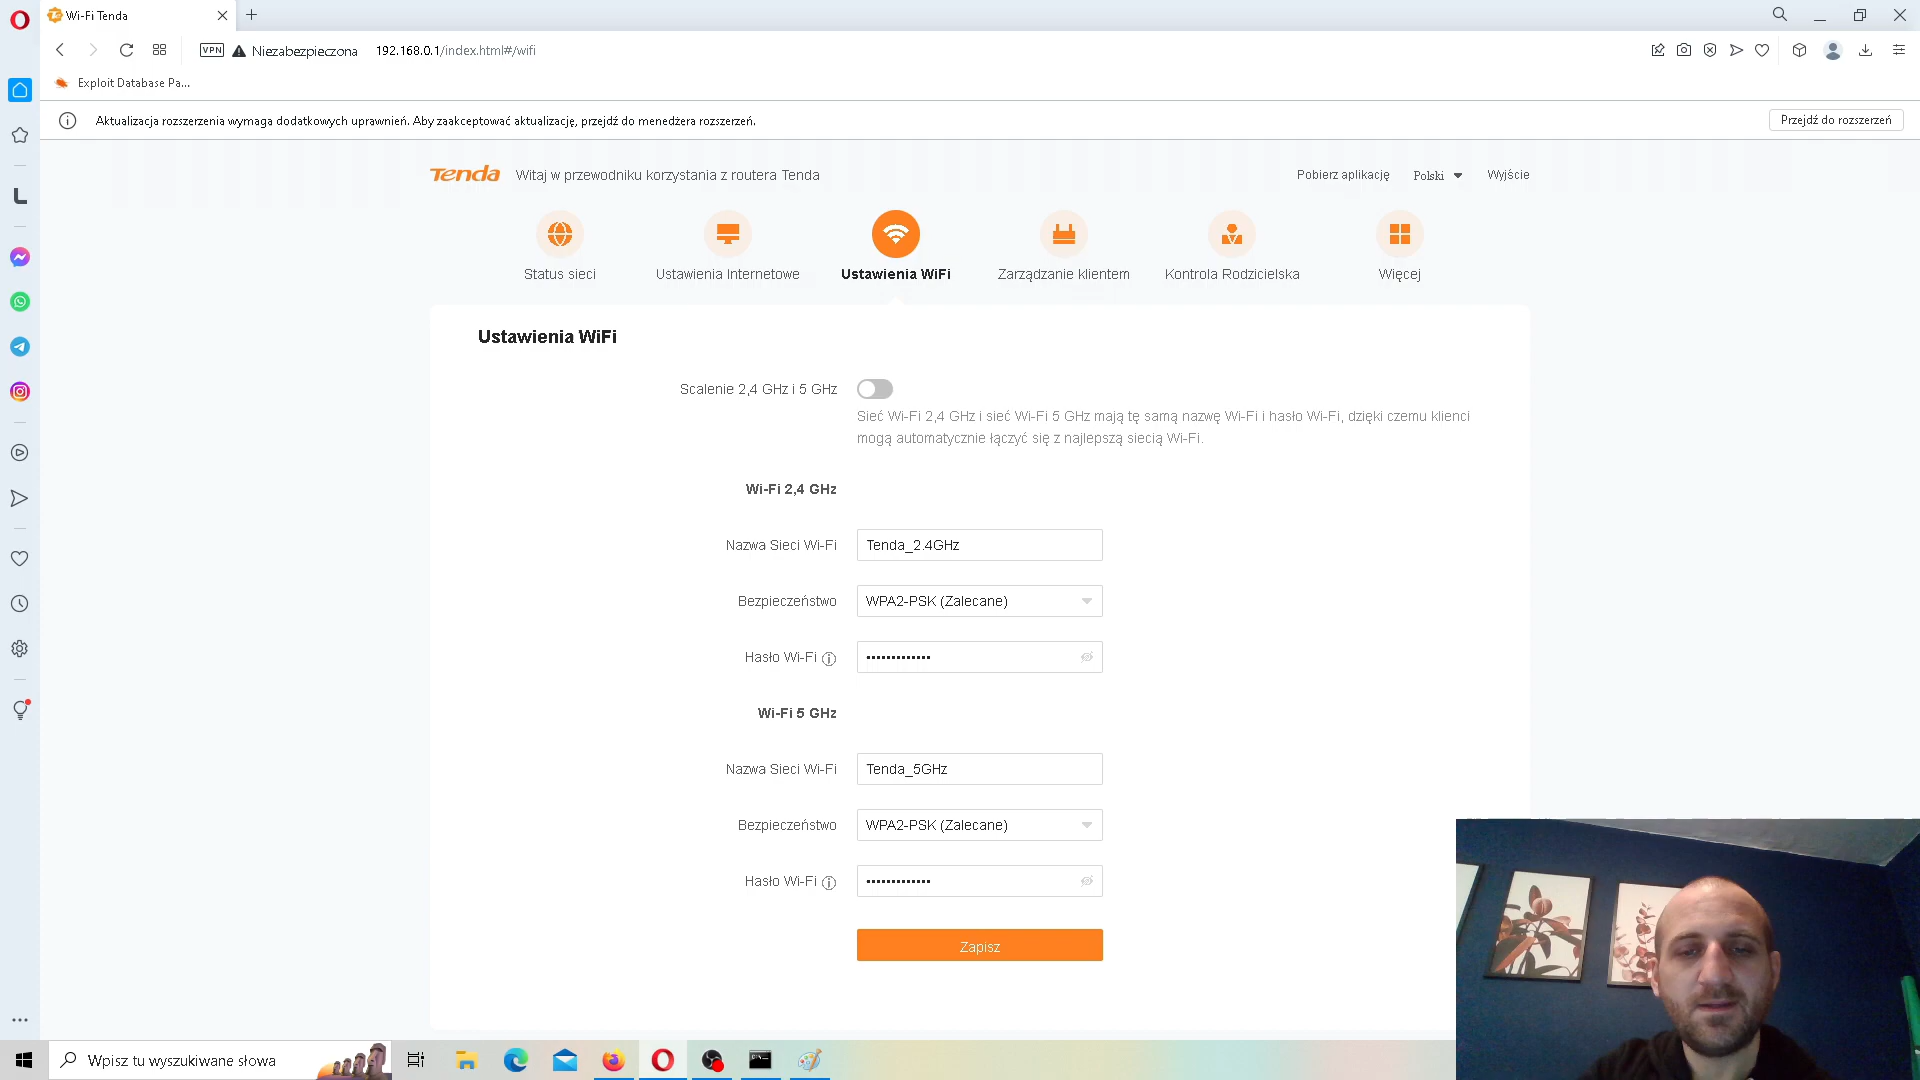 Wi-Fi Tenda
VPN Niezabezpieczona 192.168.0.1/index.html#/wifi
Exploit Database Pa...
Aktualizacja rozszerzenia wymaga dodatkowych uprawnień. Aby zaakceptować aktualizację, przejdź do menedżera rozszerzeń.
Przejdź do rozszerzeń
Tenda Witaj w przewodniku korzystania z routera Tenda
Pobierz aplikację Polski Wyjście
Status sieci Ustawienia Internetowe Ustawienia WiFi Zarządzanie klientem Kontrola Rodzicielska Więcej
Ustawienia WiFi
Scalenie 2,4 GHz i 5 GHz
Sieć Wi-Fi 2,4 GHz i sieć Wi-Fi 5 GHz mają tę samą nazwę Wi-Fi i hasło Wi-Fi, dzięki czemu klienci
mogą automatycznie łączyć się z najlepszą siecią Wi-Fi.
Wi-Fi 2,4 GHz
Nazwa Sieci Wi-Fi Tenda_2.4GHz
Bezpieczeństwo WPA2-PSK (Zalecane)
Hasło Wi-Fi •••••••••••••
Wi-Fi 5 GHz
Nazwa Sieci Wi-Fi Tenda_5GHz
Bezpieczeństwo WPA2-PSK (Zalecane)
Hasło Wi-Fi •••••••••••••
Zapisz
Wpisz tu wyszukiwane słowa